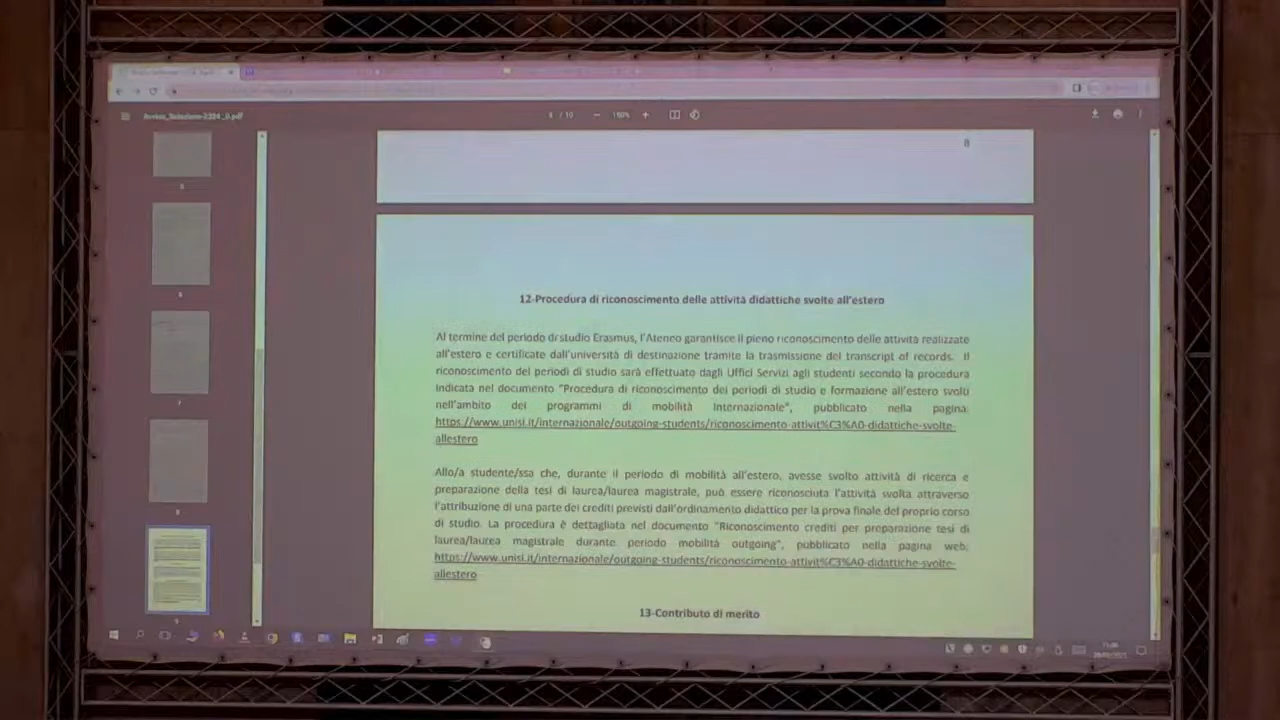 Avviso_Selezione-2324_0.pdf
/ 10
160%
8
12-Procedura di riconoscimento delle attività didattiche svolte all'estero
Al termine del periodo di studio Erasmus, l'Ateneo garantisce il pieno riconoscimento delle attività realizzate
all'estero e certificate dall'università di destinazione tramite la trasmissione del transcript of records. Il
riconoscimento del periodi di studio sarà effettuato dagli Uffici Servizi agli studenti secondo la procedura
indicata nel documento "Procedura di riconoscimento dei periodi di studio e formazione all'estero svolti
nell'ambito dei programmi di mobilità internazionale", pubblicato nella pagina:
https://www.unisi.it/internazionale/outgoing-students/riconoscimento-attivit%C3%A0-didattiche-svolte-
allestero
Allo/a studente/ssa che, durante il periodo di mobilità all'estero, avesse svolto attività di ricerca e
preparazione della tesi di laurea/laurea magistrale, può essere riconosciuta l'attività svolta attraverso
l'attribuzione di una parte dei crediti previsti dall'ordinamento didattico per la prova finale del proprio corso
di studio. La procedura è dettagliata nel documento "Riconoscimento crediti per preparazione tesi di
laurea/laurea magistrale durante periodo mobilità outgoing", pubblicato nella pagina web:
https://www.unisi.it/internazionale/outgoing-students/riconoscimento-attivit%C3%A0-didattiche-svolte-
allestero
13-Contributo di merito